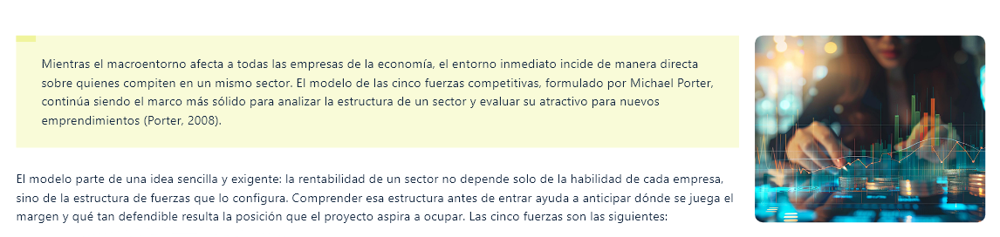 Mientras el macroentorno afecta a todas las empresas de la economía, el entorno inmediato incide de manera directa
sobre quienes compiten en un mismo sector. El modelo de las cinco fuerzas competitivas, formulado por Michael Porter,
continúa siendo el marco más sólido para analizar la estructura de un sector y evaluar su atractivo para nuevos
emprendimientos (Porter, 2008).
El modelo parte de una idea sencilla y exigente: la rentabilidad de un sector no depende solo de la habilidad de cada empresa,
sino de la estructura de fuerzas que lo configura. Comprender esa estructura antes de entrar ayuda a anticipar dónde se juega el
margen y qué tan defendible resulta la posición que el proyecto aspira a ocupar. Las cinco fuerzas son las siguientes: